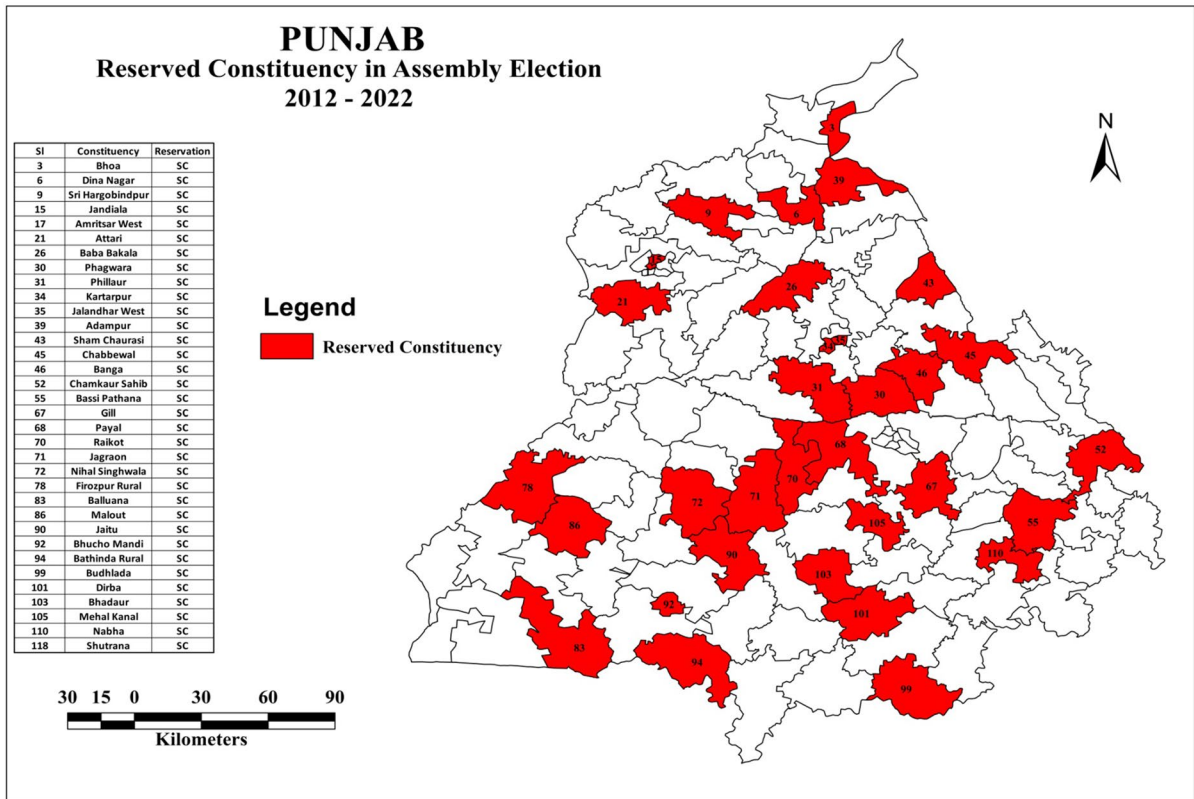 PUNJAB
Reserved Constituency in Assembly Election
2012 - 2022
N
Sl Constituency Reservation
3 Bhoa SC
6 Dina Nagar SC
9 Sri Hargobindpur SC
15 Jandiala SC
17 Amritsar West SC
21 Attari SC
26 Baba Bakala SC
30 Phagwara SC
31 Phillaur SC
34 Kartarpur SC
35 Jalandhar West SC
39 Adampur SC
43 Sham Chaurasi SC
45 Chabbewal SC
46 Banga SC
52 Chamkaur Sahib SC
55 Bassi Pathana SC
67 Gill SC
68 Payal SC
70 Raikot SC
71 Jagraon SC
72 Nihal Singhwala SC
78 Firozpur Rural SC
83 Balluana SC
86 Malout SC
90 Jaitu SC
92 Bhucho Mandi SC
94 Bathinda Rural SC
99 Budhlada SC
101 Dirba SC
103 Bhadaur SC
105 Mehal Kanal SC
110 Nabha SC
118 Shutrana SC
Legend
Reserved Constituency
30 15 0 30 60 90
Kilometers
3
39
9
6
43
26
21
35
34
45
46
31
30
68
52
70
67
78
72
71
86
105
55
90
110
103
92
101
83
94
99